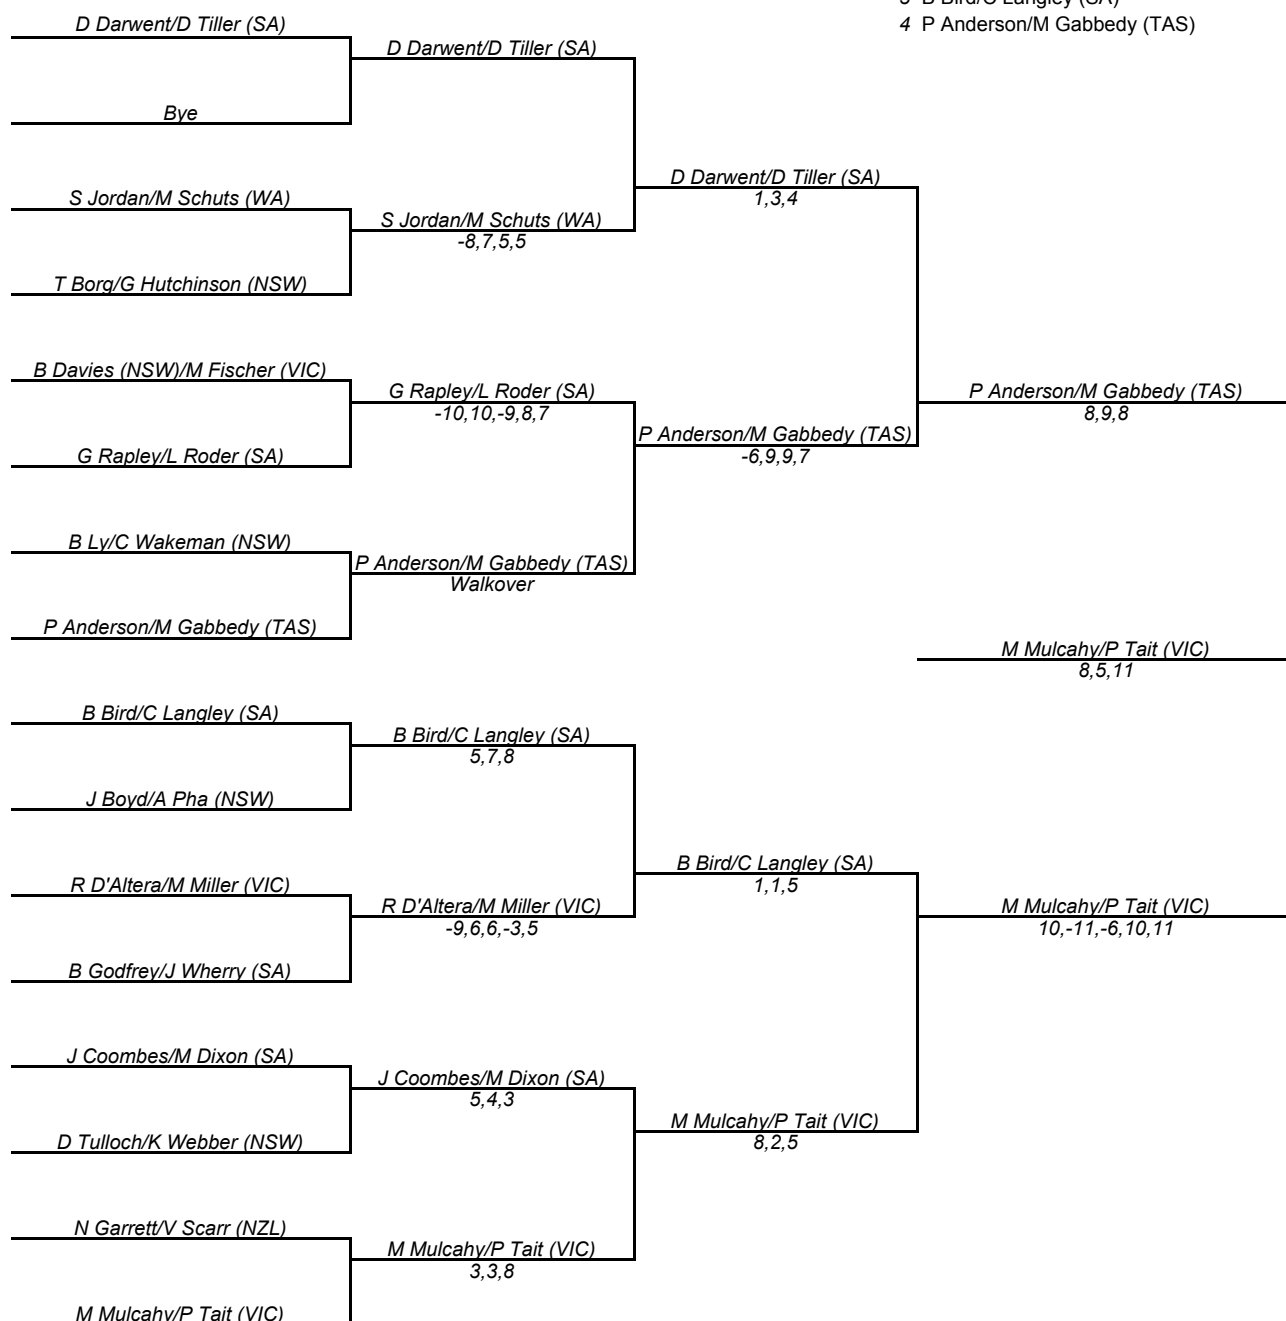 3 B Bird/C Langley (SA)
4 P Anderson/M Gabbedy (TAS)
D Darwent/D Tiller (SA)
D Darwent/D Tiller (SA)
Bye
D Darwent/D Tiller (SA)
1,3,4
S Jordan/M Schuts (WA)
S Jordan/M Schuts (WA)
-8,7,5,5
T Borg/G Hutchinson (NSW)
B Davies (NSW)/M Fischer (VIC)
G Rapley/L Roder (SA)
-10,10,-9,8,7
P Anderson/M Gabbedy (TAS)
8,9,8
P Anderson/M Gabbedy (TAS)
-6,9,9,7
G Rapley/L Roder (SA)
B Ly/C Wakeman (NSW)
P Anderson/M Gabbedy (TAS)
Walkover
P Anderson/M Gabbedy (TAS)
M Mulcahy/P Tait (VIC)
8,5,11
B Bird/C Langley (SA)
B Bird/C Langley (SA)
5,7,8
J Boyd/A Pha (NSW)
B Bird/C Langley (SA)
1,1,5
R D'Altera/M Miller (VIC)
R D'Altera/M Miller (VIC)
-9,6,6,-3,5
M Mulcahy/P Tait (VIC)
10,-11,-6,10,11
B Godfrey/J Wherry (SA)
J Coombes/M Dixon (SA)
J Coombes/M Dixon (SA)
5,4,3
M Mulcahy/P Tait (VIC)
8,2,5
D Tulloch/K Webber (NSW)
N Garrett/V Scarr (NZL)
M Mulcahy/P Tait (VIC)
3,3,8
M Mulcahy/P Tait (VIC)